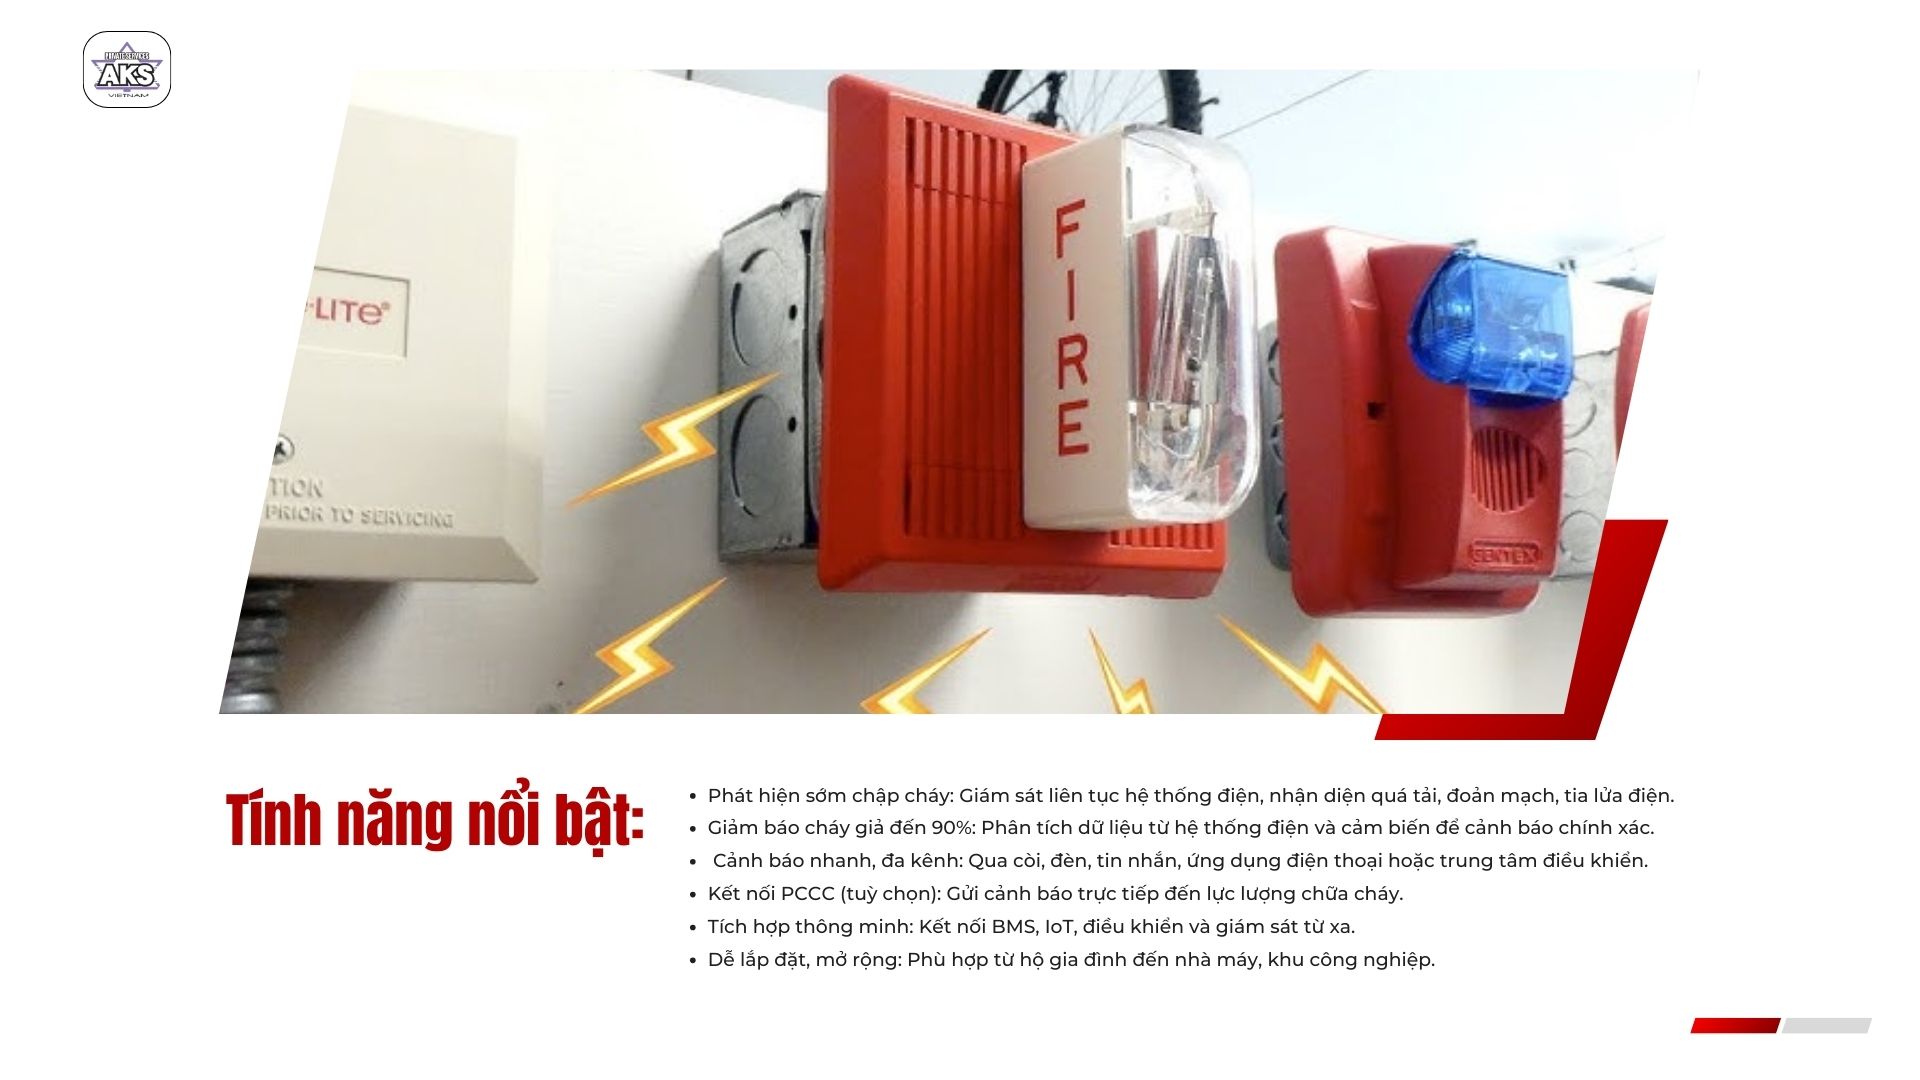 PRIVATE SERVICES
AKS
VIETNAM
-LITE®
TION
PRIOR TO SERVICING
FIRE
GENTEX
Tính năng nổi bật:
• Phát hiện sớm chập cháy: Giám sát liên tục hệ thống điện, nhận diện quá tải, đoản mạch, tia lửa điện.
• Giảm báo cháy giả đến 90%: Phân tích dữ liệu từ hệ thống điện và cảm biến để cảnh báo chính xác.
• Cảnh báo nhanh, đa kênh: Qua còi, đèn, tin nhắn, ứng dụng điện thoại hoặc trung tâm điều khiển.
• Kết nối PCCC (tuỳ chọn): Gửi cảnh báo trực tiếp đến lực lượng chữa cháy.
• Tích hợp thông minh: Kết nối BMS, IoT, điều khiển và giám sát từ xa.
• Dễ lắp đặt, mở rộng: Phù hợp từ hộ gia đình đến nhà máy, khu công nghiệp.